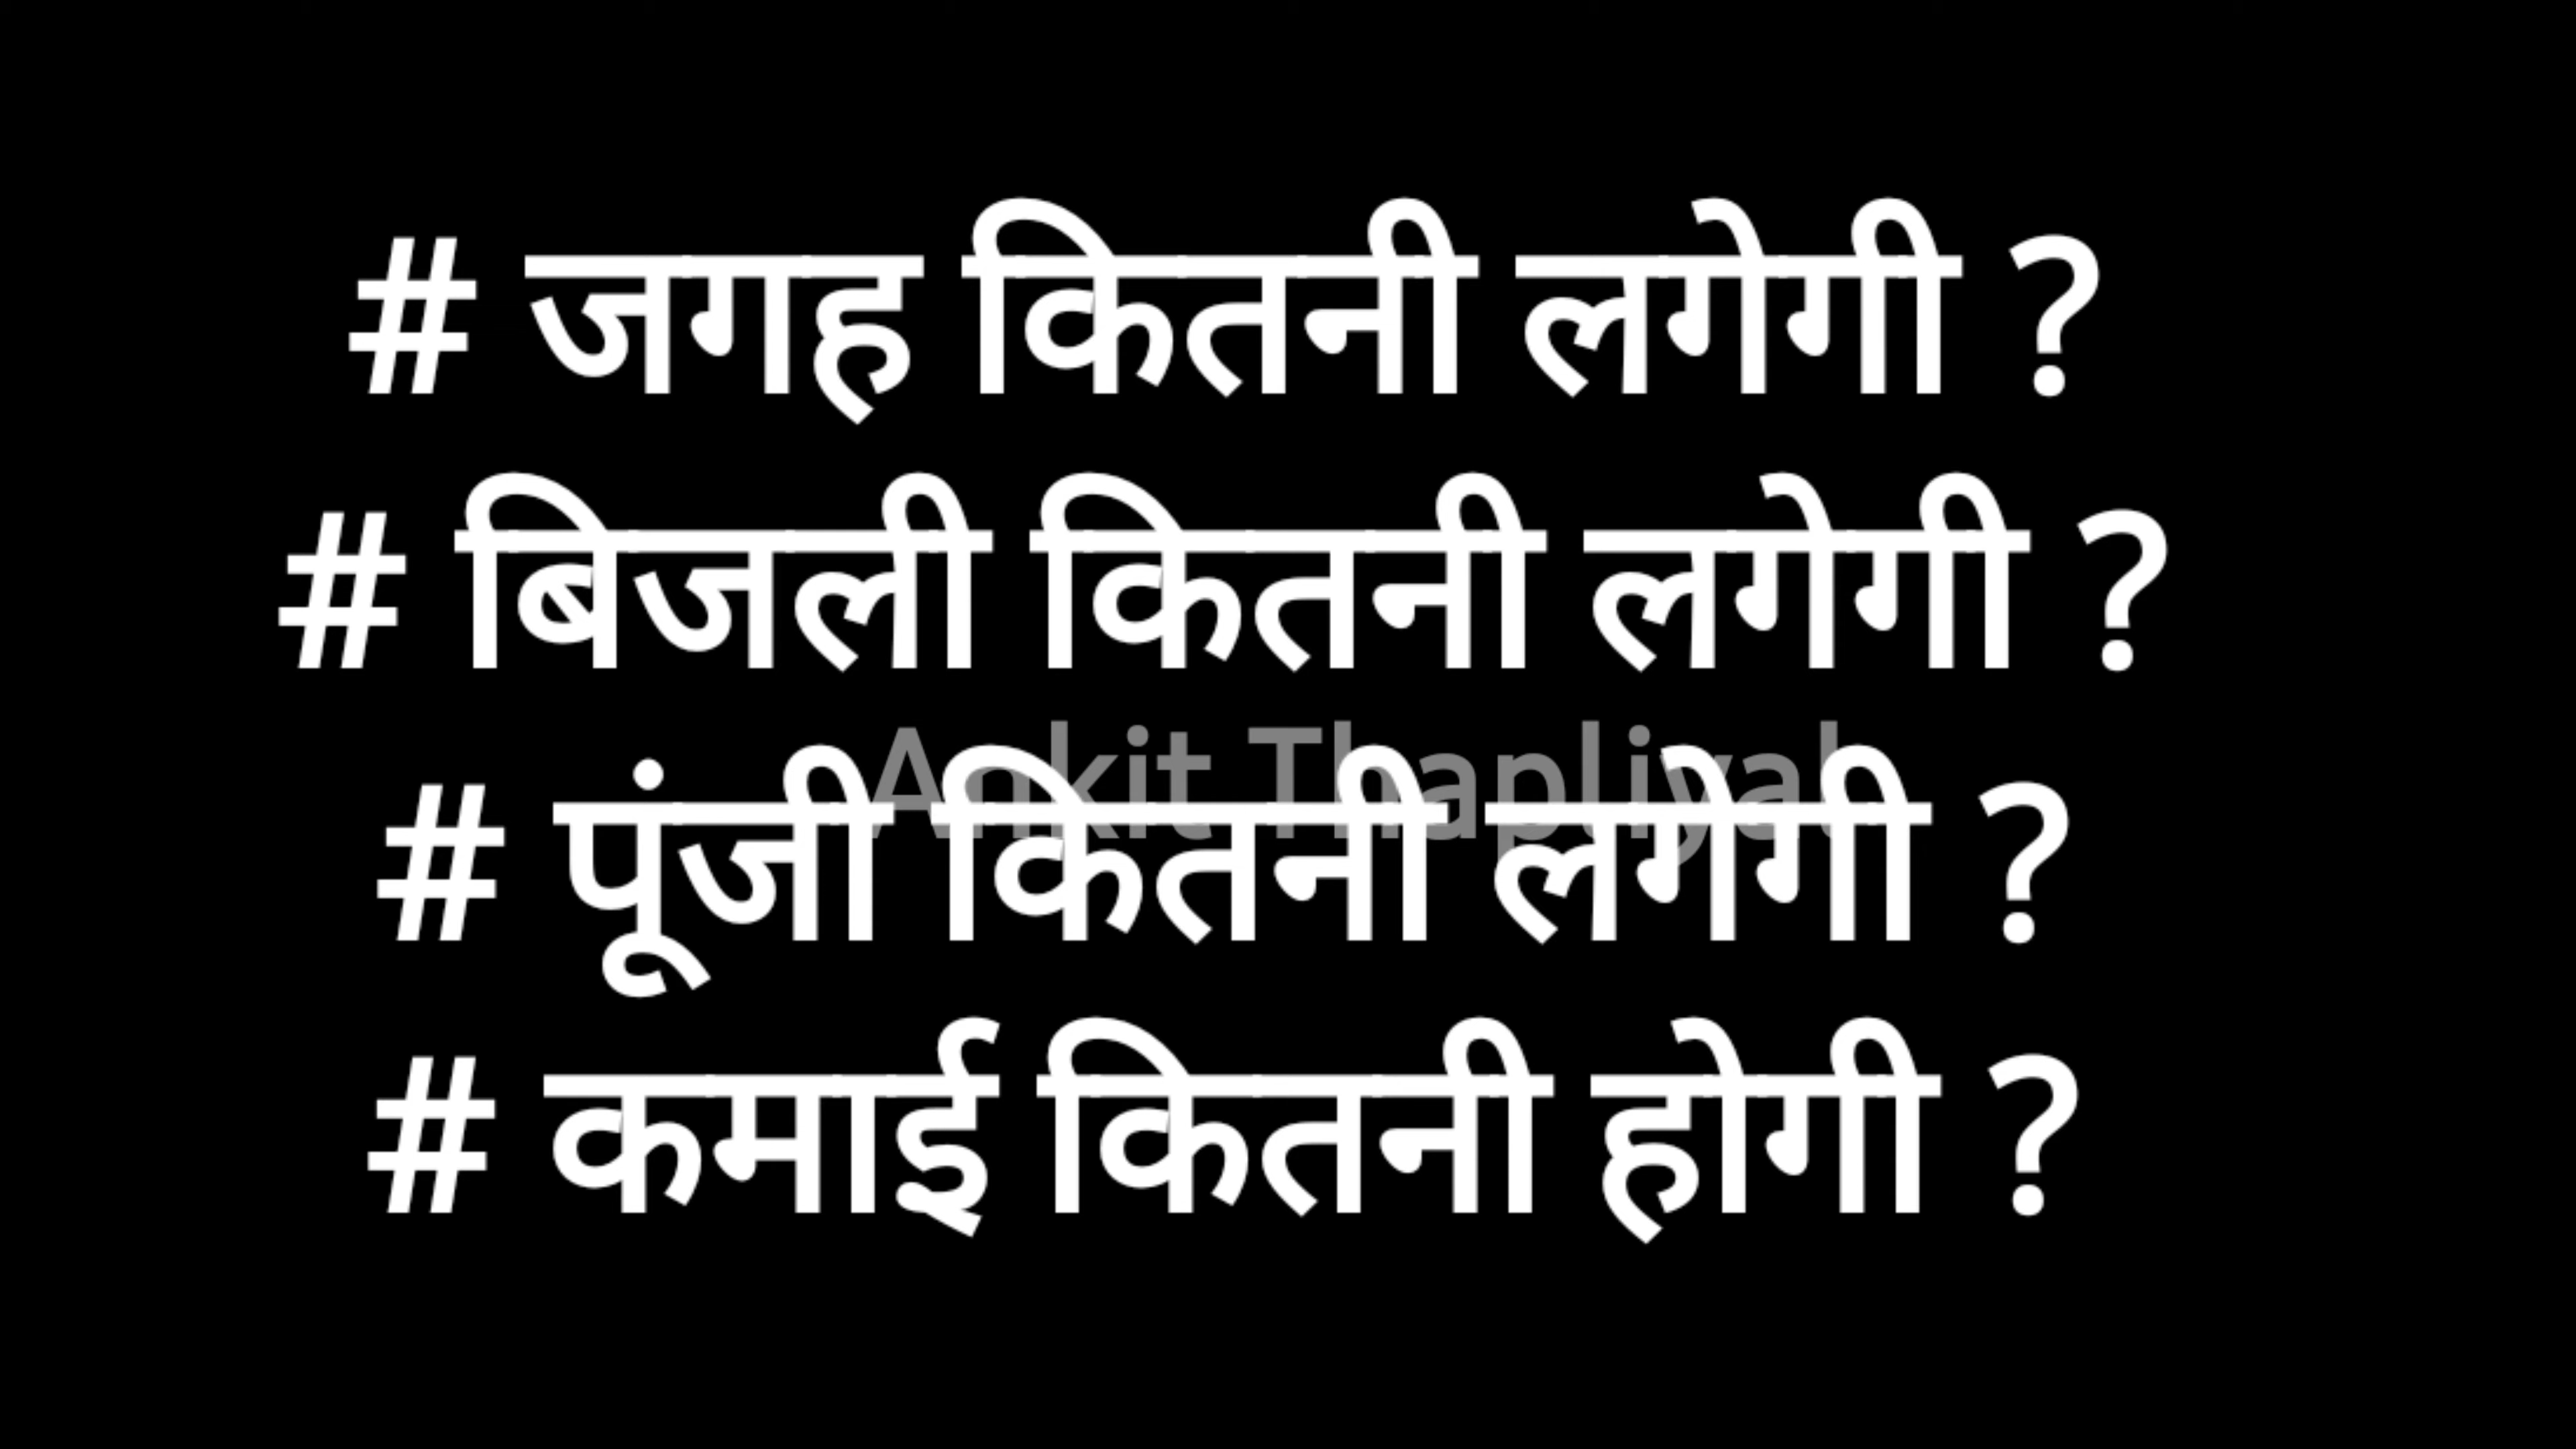 # जगह कितनी लगेगी ?
# बिजली कितनी लगेगी ?
Ankit Thapliyal
# पूंजी कितनी लगेगी ?
# कमाई कितनी होगी ?